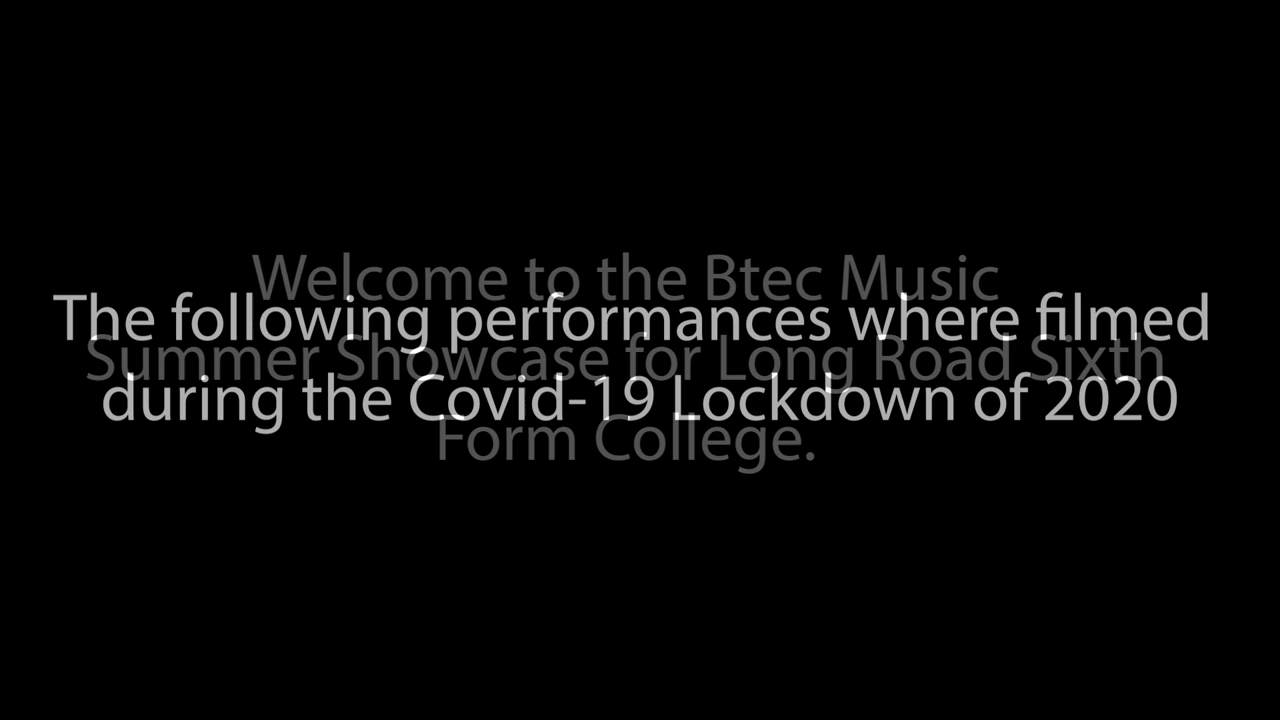 Welcome to the Btec Music
Summer Showcase for Long Road Sixth
Form College.
The following performances where filmed
during the Covid-19 Lockdown of 2020